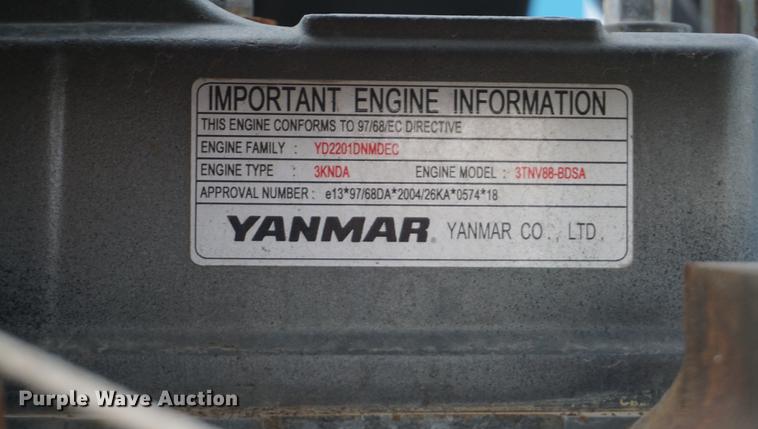 IMPORTANT ENGINE INFORMATION
THIS ENGINE CONFORMS TO 97/68/EC DIRECTIVE
ENGINE FAMILY : YD2201DNMDEC
ENGINE TYPE : 3KNDA ENGINE MODEL : 3TNV88-BDSA
APPROVAL NUMBER : e13*97/68DA*2004/26KA*0574*18
YANMAR. YANMAR CO., LTD.
Purple Wave Auction